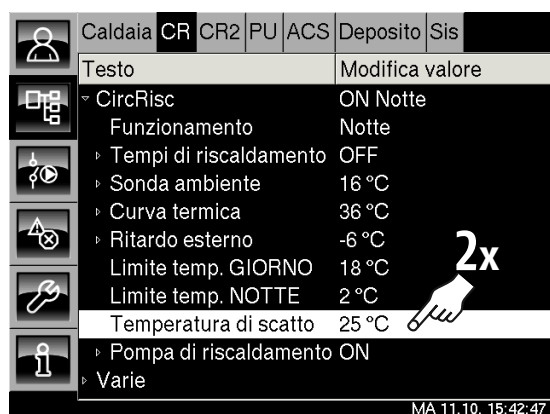 Caldaia CR CR2 PU ACS Deposito Sis
Testo Modifica valore
CircRisc ON Notte
Funzionamento Notte
Tempi di riscaldamento OFF
Sonda ambiente 16 °C
Curva termica 36 °C
Ritardo esterno -6 °C
Limite temp. GIORNO 18 °C
2x
Limite temp. NOTTE 2 °C
Temperatura di scatto 25 °C
Pompa di riscaldamento ON
Varie
MA 11.10. 15:42:47